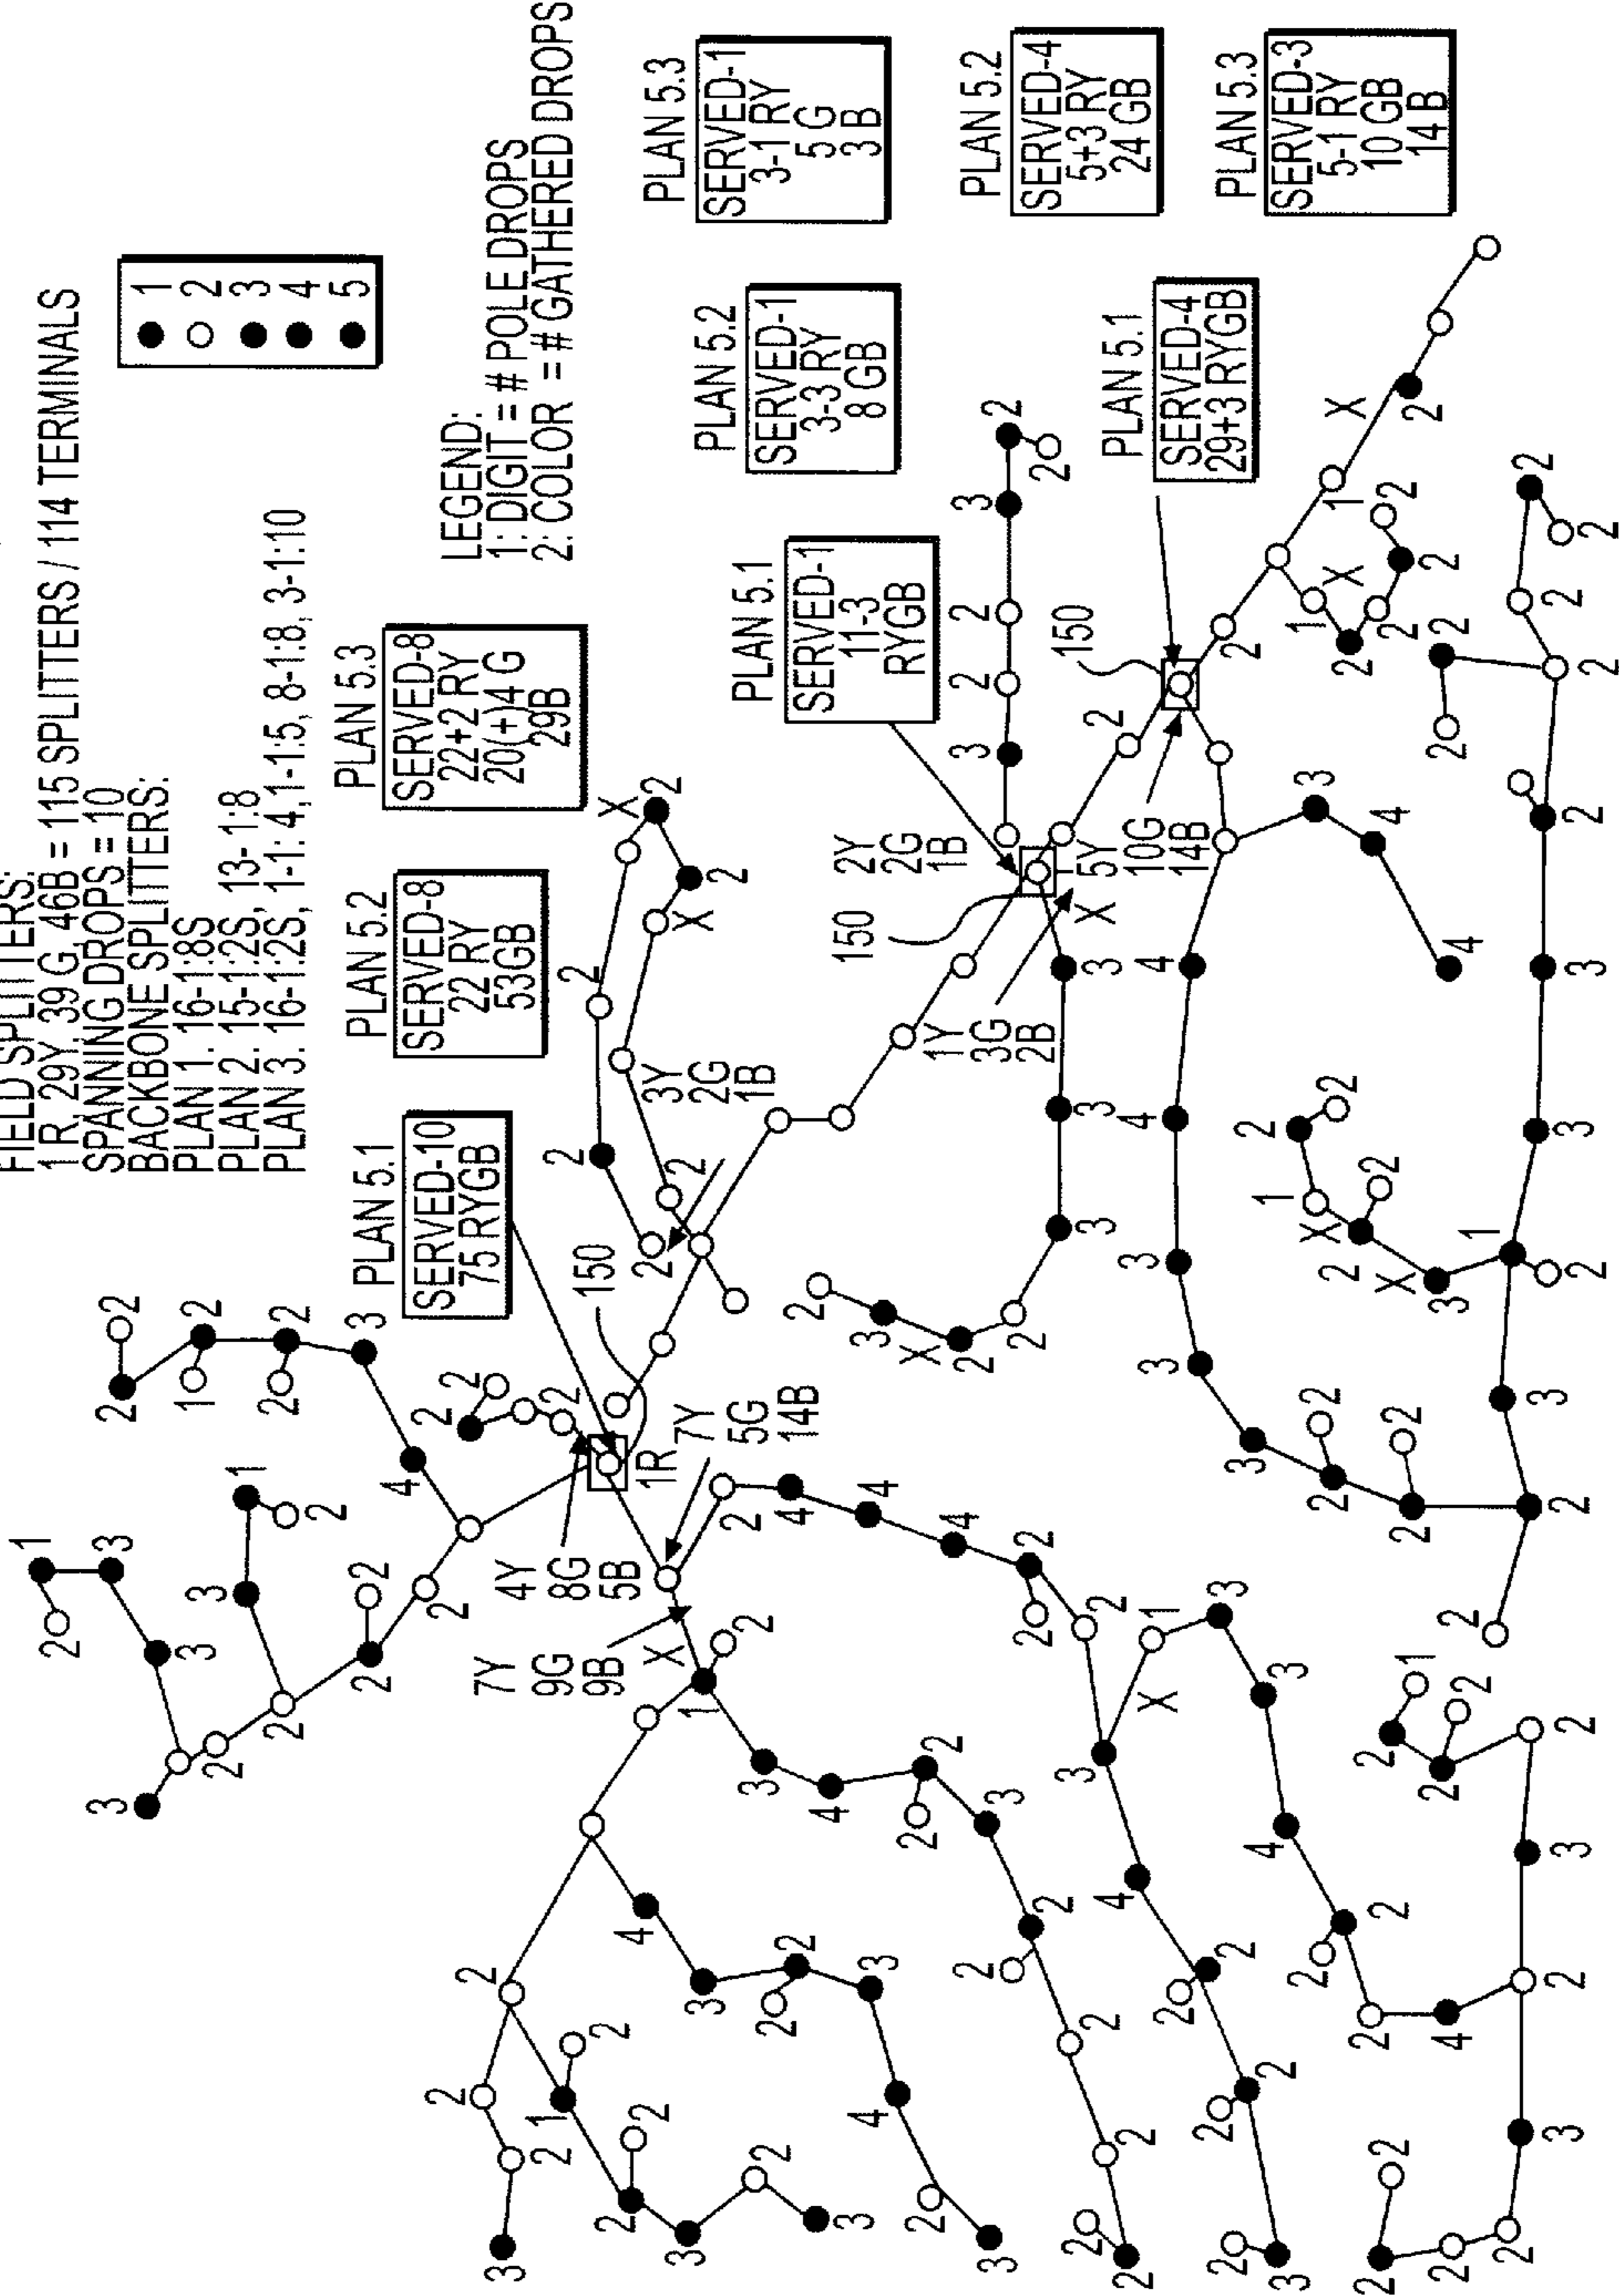 FIELD SPLITTERS:
1 R, 29Y, 39 G, 46B = 115 SPLITTERS / 114 TERMINALS
SPANNING DROPS = 10
BACKBONE SPLITTERS:
PLAN 1. 16-1:8S
PLAN 2. 15-1:2S, 13- 1:8
PLAN 3. 16-1:2S, 1-1: 4, 1-1:5, 8-1:8, 3-1:10
1
2
3
4
5
LEGEND:
1: DIGIT = # POLE DROPS
2: COLOR = # GATHERED DROPS
PLAN 5.1
SERVED-10
75 RYGB
PLAN 5.2
SERVED-8
22 RY
53GB
PLAN 5.3
SERVED-8
22+2 RY
20(+)4 G
29B
PLAN 5.1
SERVED-1
11-3
RYGB
PLAN 5.2
SERVED-1
3-3 RY
8 GB
PLAN 5.3
SERVED-1
3-1 RY
5 G
3 B
PLAN 5.1
SERVED-4
29+3 RYGB
PLAN 5.2
SERVED-4
5+3 RY
24 GB
PLAN 5.3
SERVED-3
5-1 RY
10 GB
14 B
150
1R
4Y
8G
5B
7Y
5G
14B
7Y
9G
9B
X
3Y
2G
1B
X
X
150
2Y
2G
1B
1Y
3G
2B
X
5Y
10G
14B
150
X
X
X
X
X
X